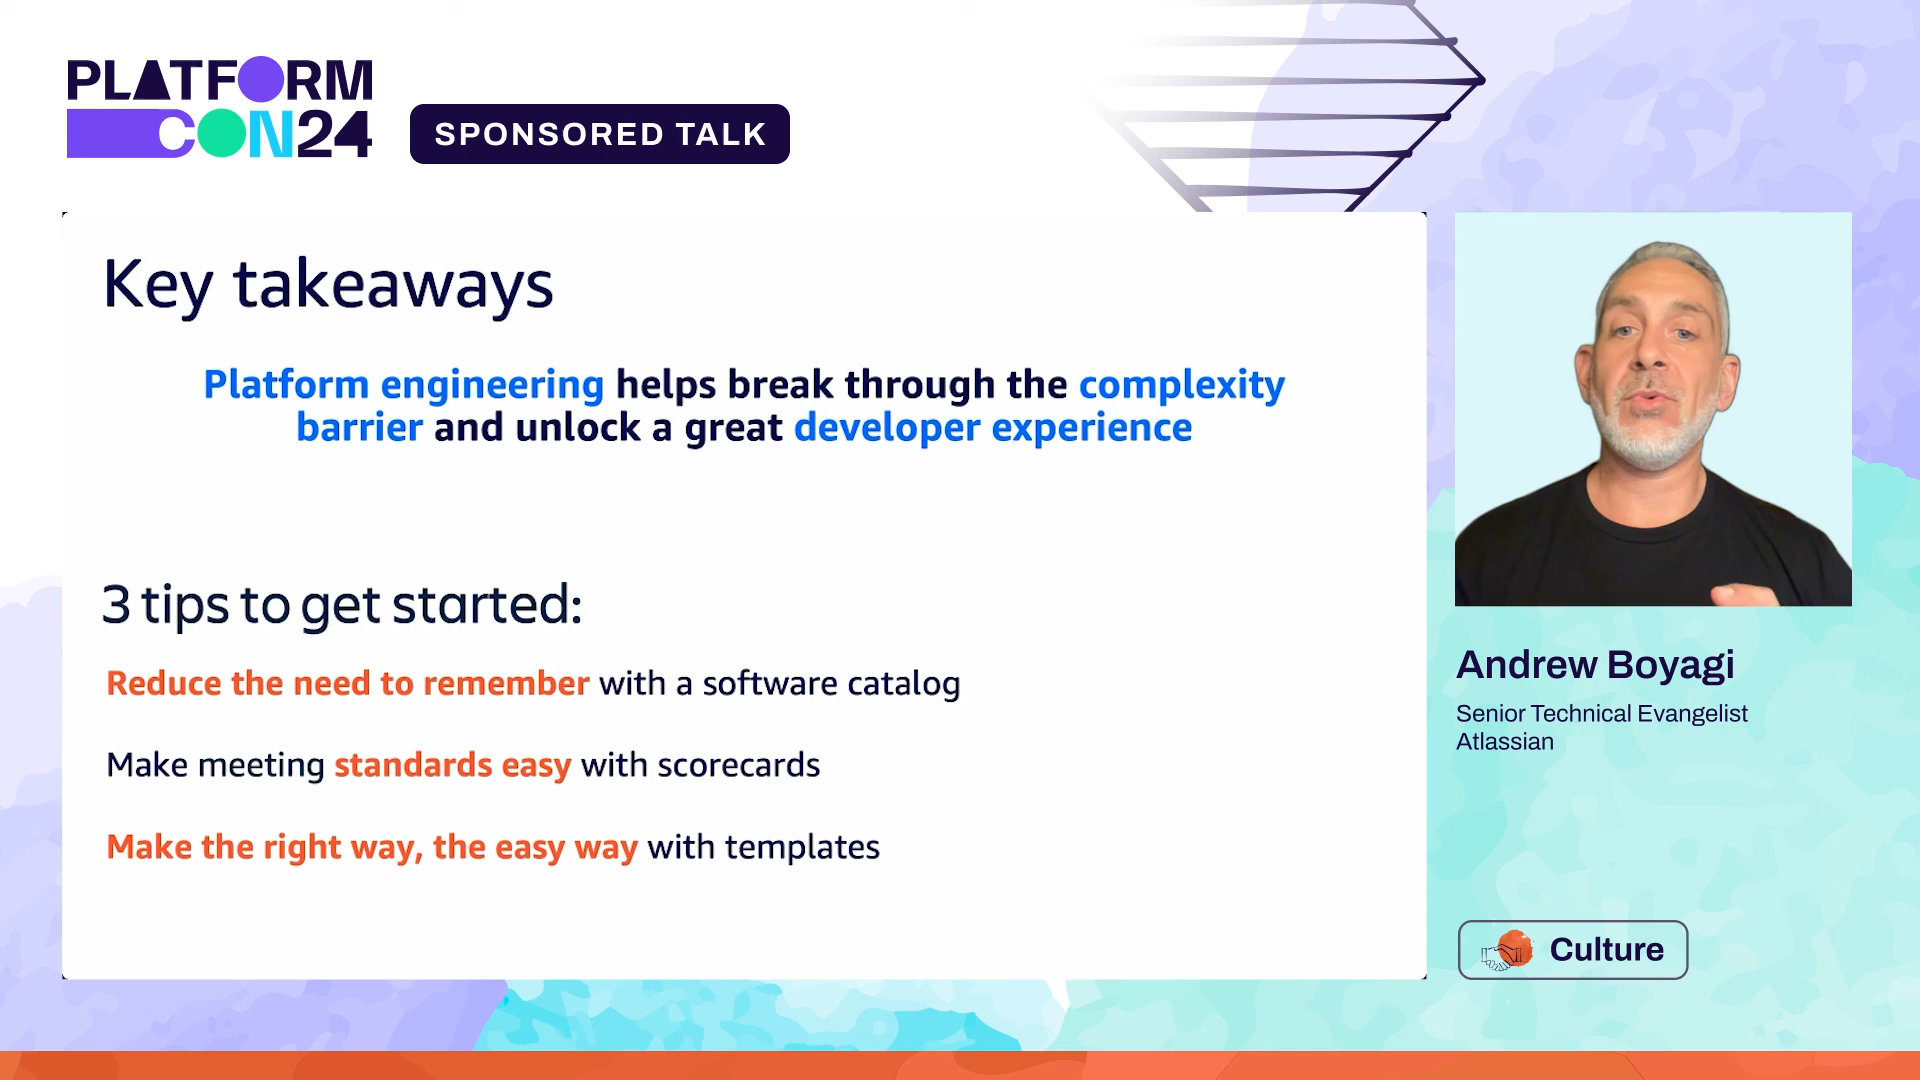 PLATFORM
CON24
SPONSORED TALK
Key takeaways
Platform engineering helps break through the complexity
barrier and unlock a great developer experience
3 tips to get started:
Reduce the need to remember with a software catalog
Make meeting standards easy with scorecards
Make the right way, the easy way with templates
Andrew Boyagi
Senior Technical Evangelist
Atlassian
Culture